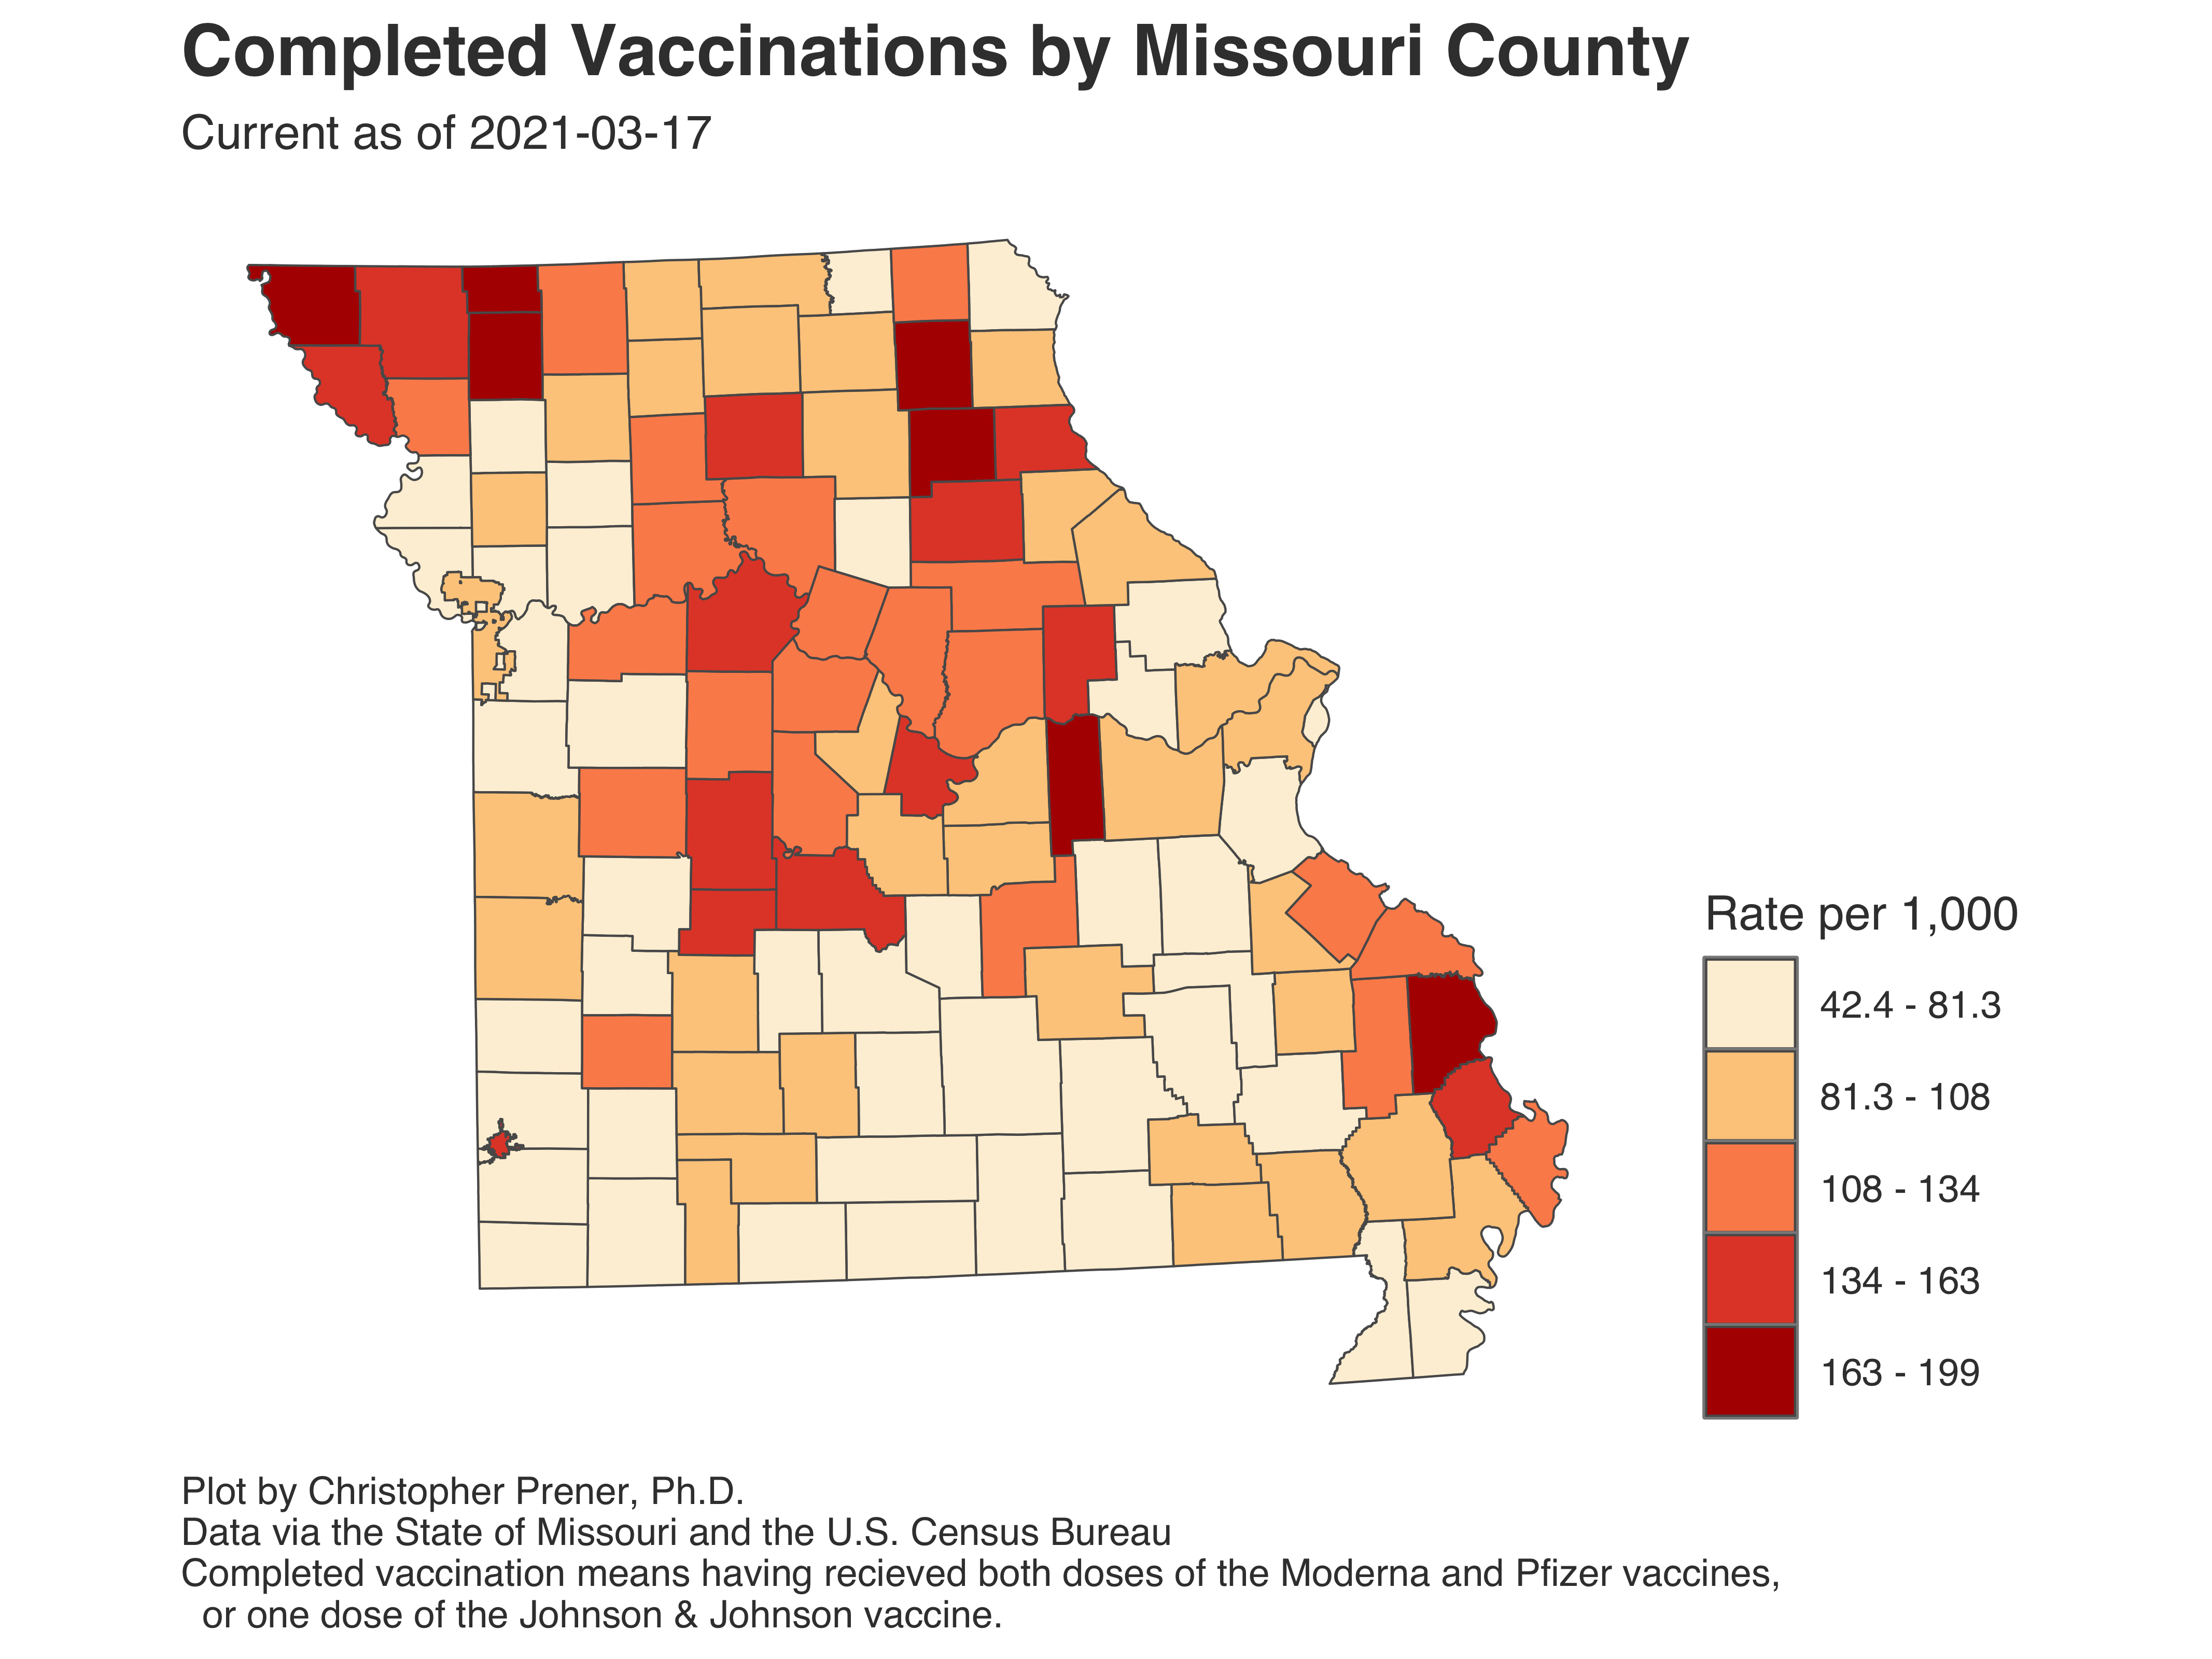 Completed Vaccinations by Missouri County
Current as of 2021-03-17
Rate per 1,000
42.4 - 81.3
81.3 - 108
108 - 134
134 - 163
163 - 199
Plot by Christopher Prener, Ph.D.
Data via the State of Missouri and the U.S. Census Bureau
Completed vaccination means having recieved both doses of the Moderna and Pfizer vaccines,
or one dose of the Johnson & Johnson vaccine.